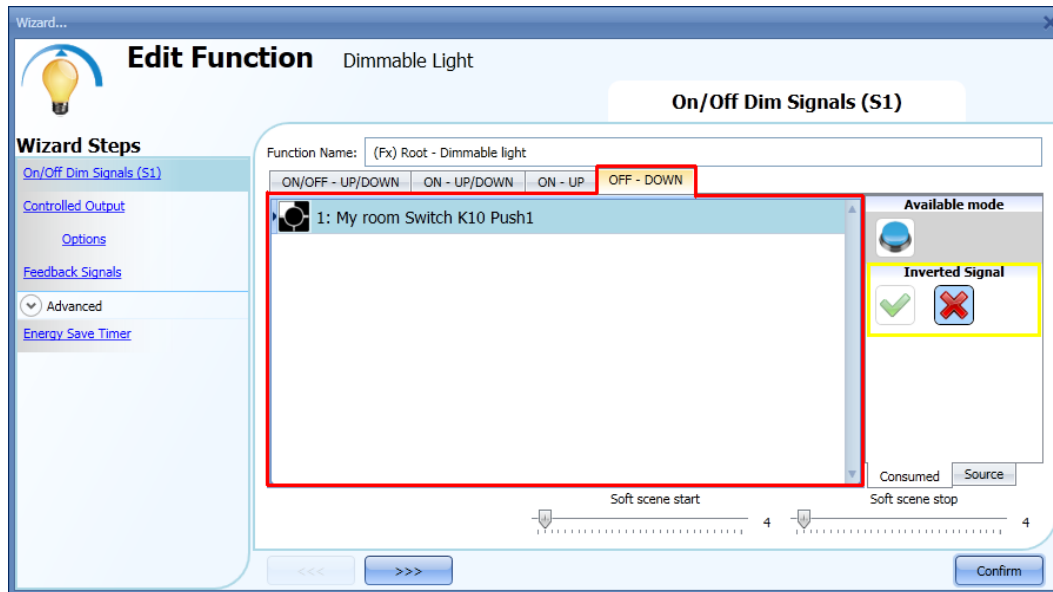 Wizard...
Edit Function Dimmable Light
On/Off Dim Signals (S1)
Wizard Steps
On/Off Dim Signals (S1)
Controlled Output
Options
Feedback Signals
Advanced
Energy Save Timer
Function Name: (Fx) Root - Dimmable light
ON/OFF - UP/DOWN ON - UP/DOWN ON - UP OFF - DOWN
1: My room Switch K10 Push1
Available mode
Inverted Signal
Consumed Source
Soft scene start
4
Soft scene stop
4
<<< >>> Confirm